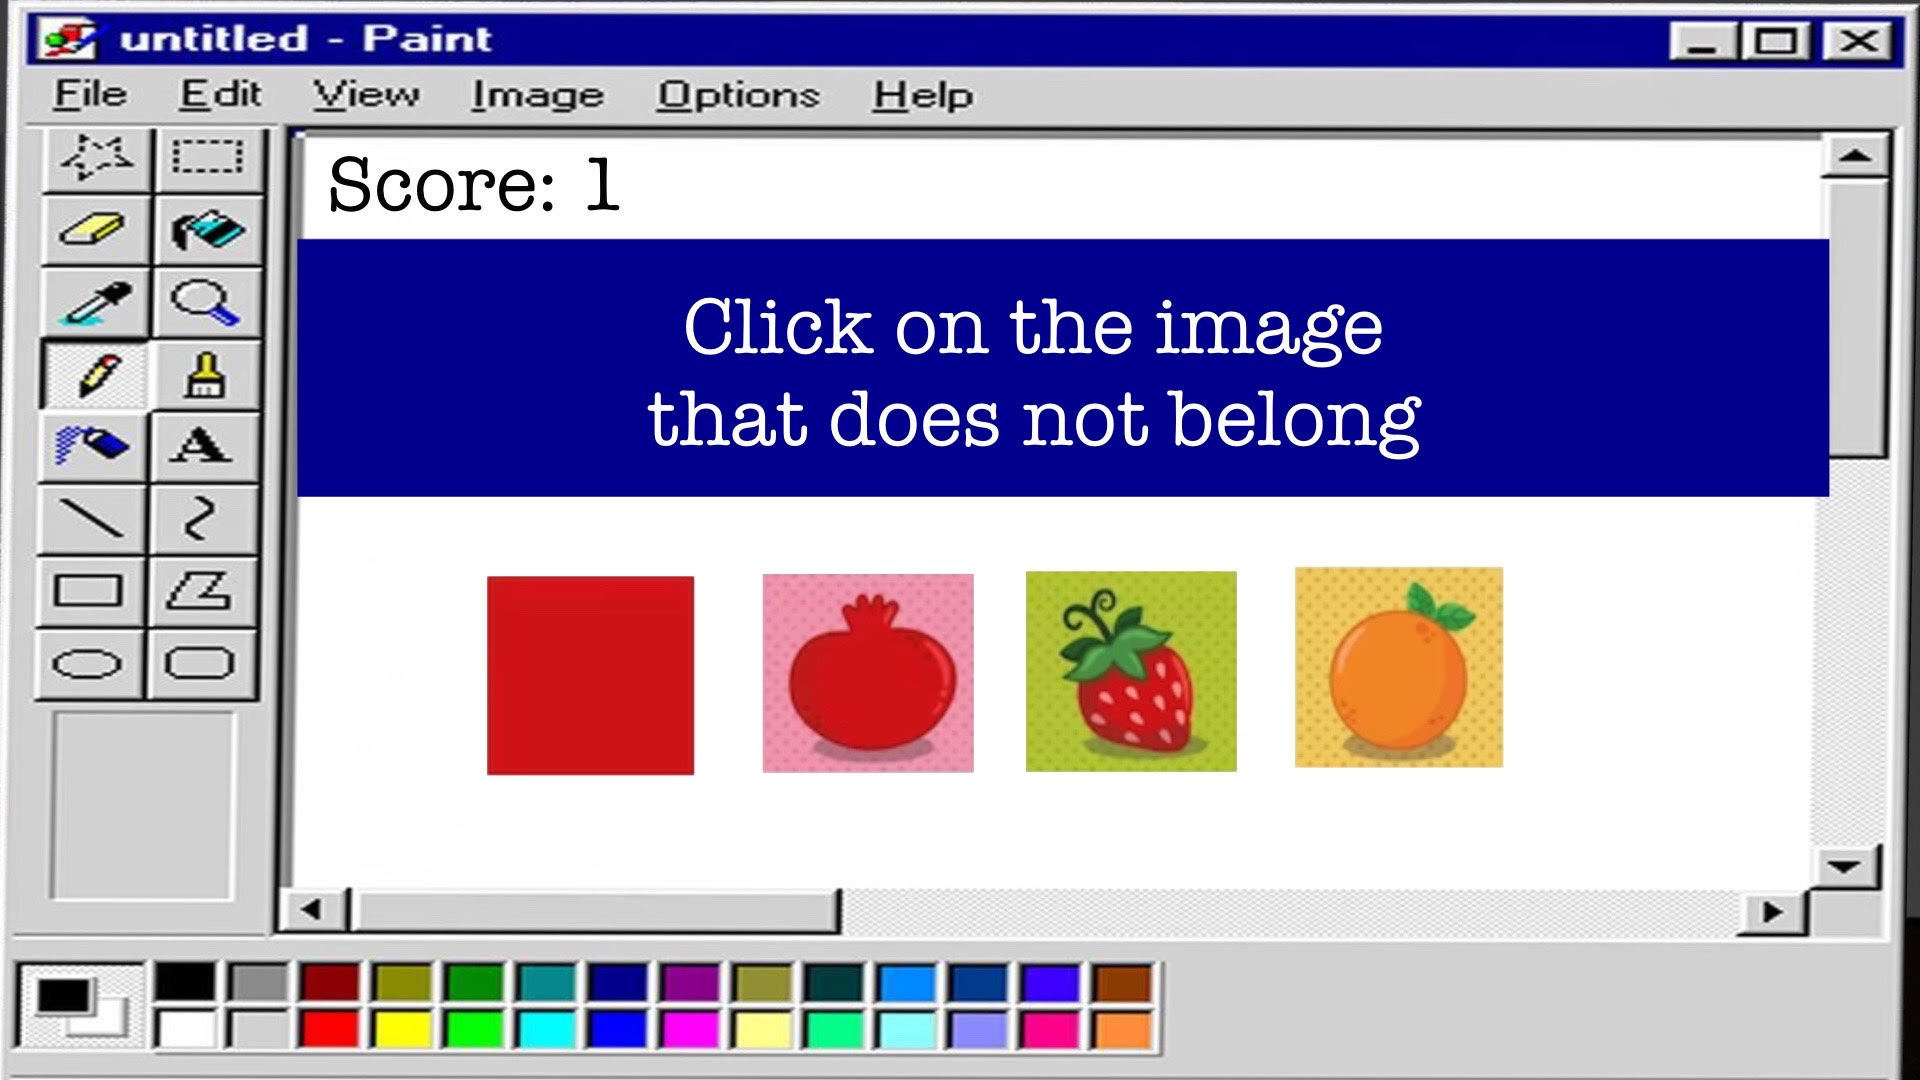 untitled - Paint
File Edit View Image Options Help
A
Score: 1
Click on the image
that does not belong